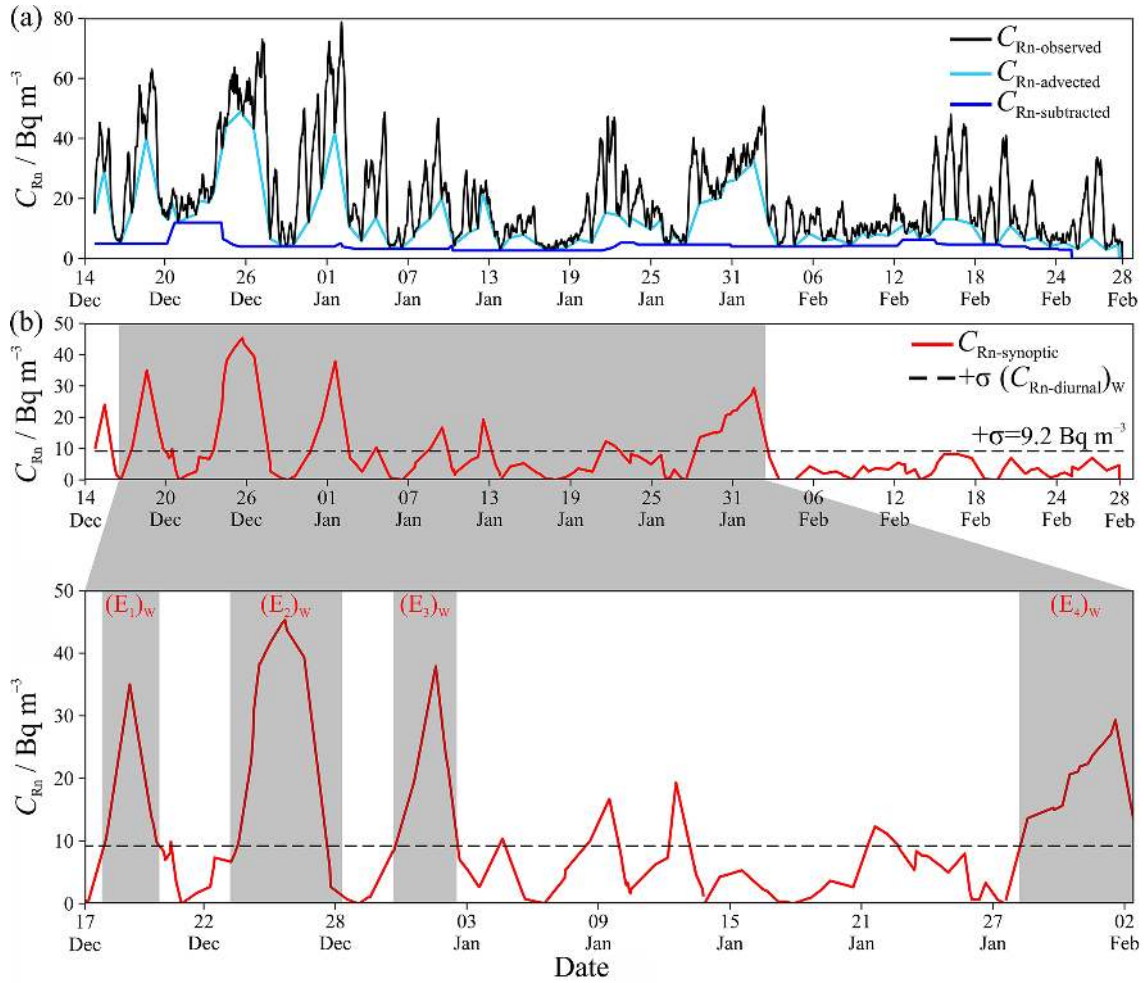 (a)
80
60
40
20
0
C_Rn / Bq m⁻³
C_Rn-observed
C_Rn-advected
C_Rn-subtracted
14 20 26 01 07 13 19 25 31 06 12 18 24 28
Dec Dec Dec Jan Jan Jan Jan Jan Jan Feb Feb Feb Feb Feb
(b)
50
40
30
20
10
0
C_Rn / Bq m⁻³
C_Rn-synoptic
+σ (C_Rn-diurnal)_W
+σ=9.2 Bq m⁻³
14 20 26 01 07 13 19 25 31 06 12 18 24 28
Dec Dec Dec Jan Jan Jan Jan Jan Jan Feb Feb Feb Feb Feb
50
40
30
20
10
0
C_Rn / Bq m⁻³
(E₁)_W (E₂)_W (E₃)_W (E₄)_W
17 22 28 03 09 15 21 27 02
Dec Dec Dec Jan Jan Jan Jan Jan Feb
Date